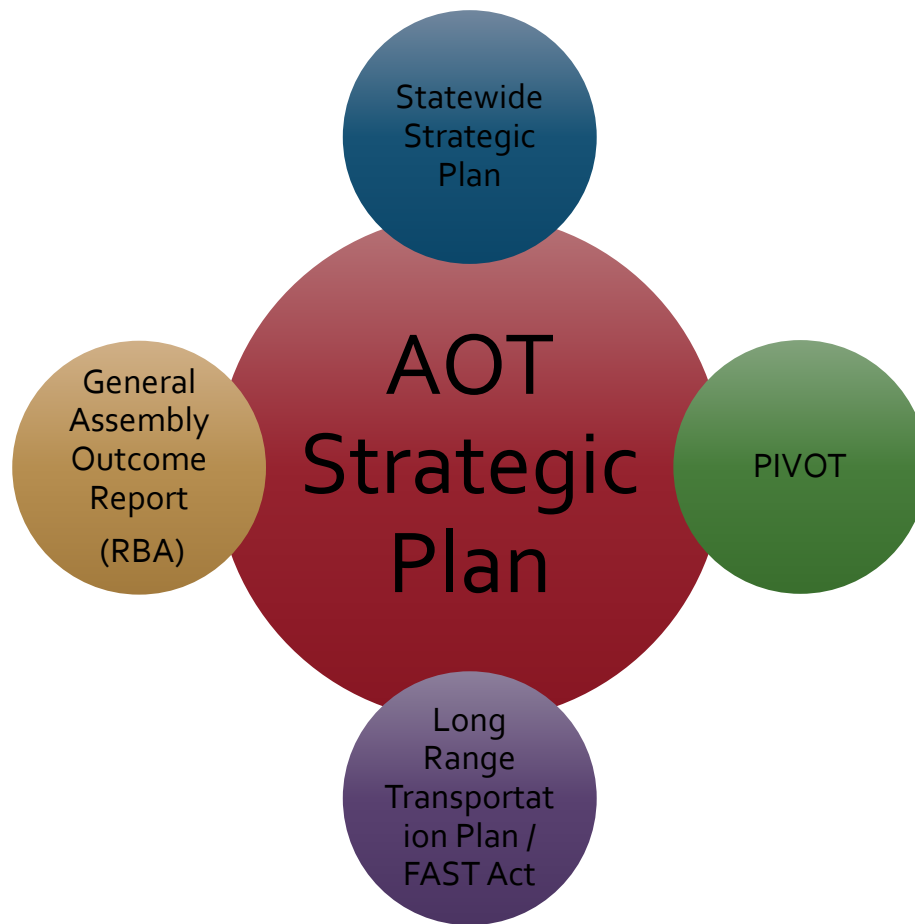 Statewide
Strategic
Plan
AOT
Strategic
Plan
General
Assembly
Outcome
Report
(RBA)
PIVOT
Long
Range
Transportat
ion Plan /
FAST Act